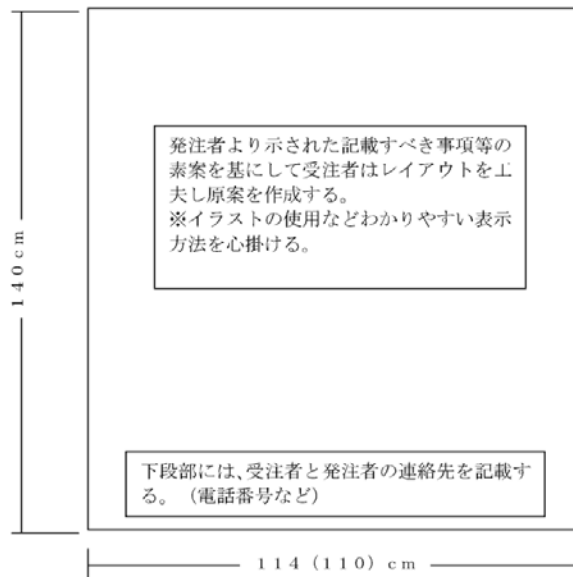 140cm
発注者より示された記載すべき事項等の
素案を基にして受注者はレイアウトを工
夫し原案を作成する。
※イラストの使用などわかりやすい表示
方法を心掛ける。
下段部には、受注者と発注者の連絡先を記載す
る。（電話番号など）
114（110）cm